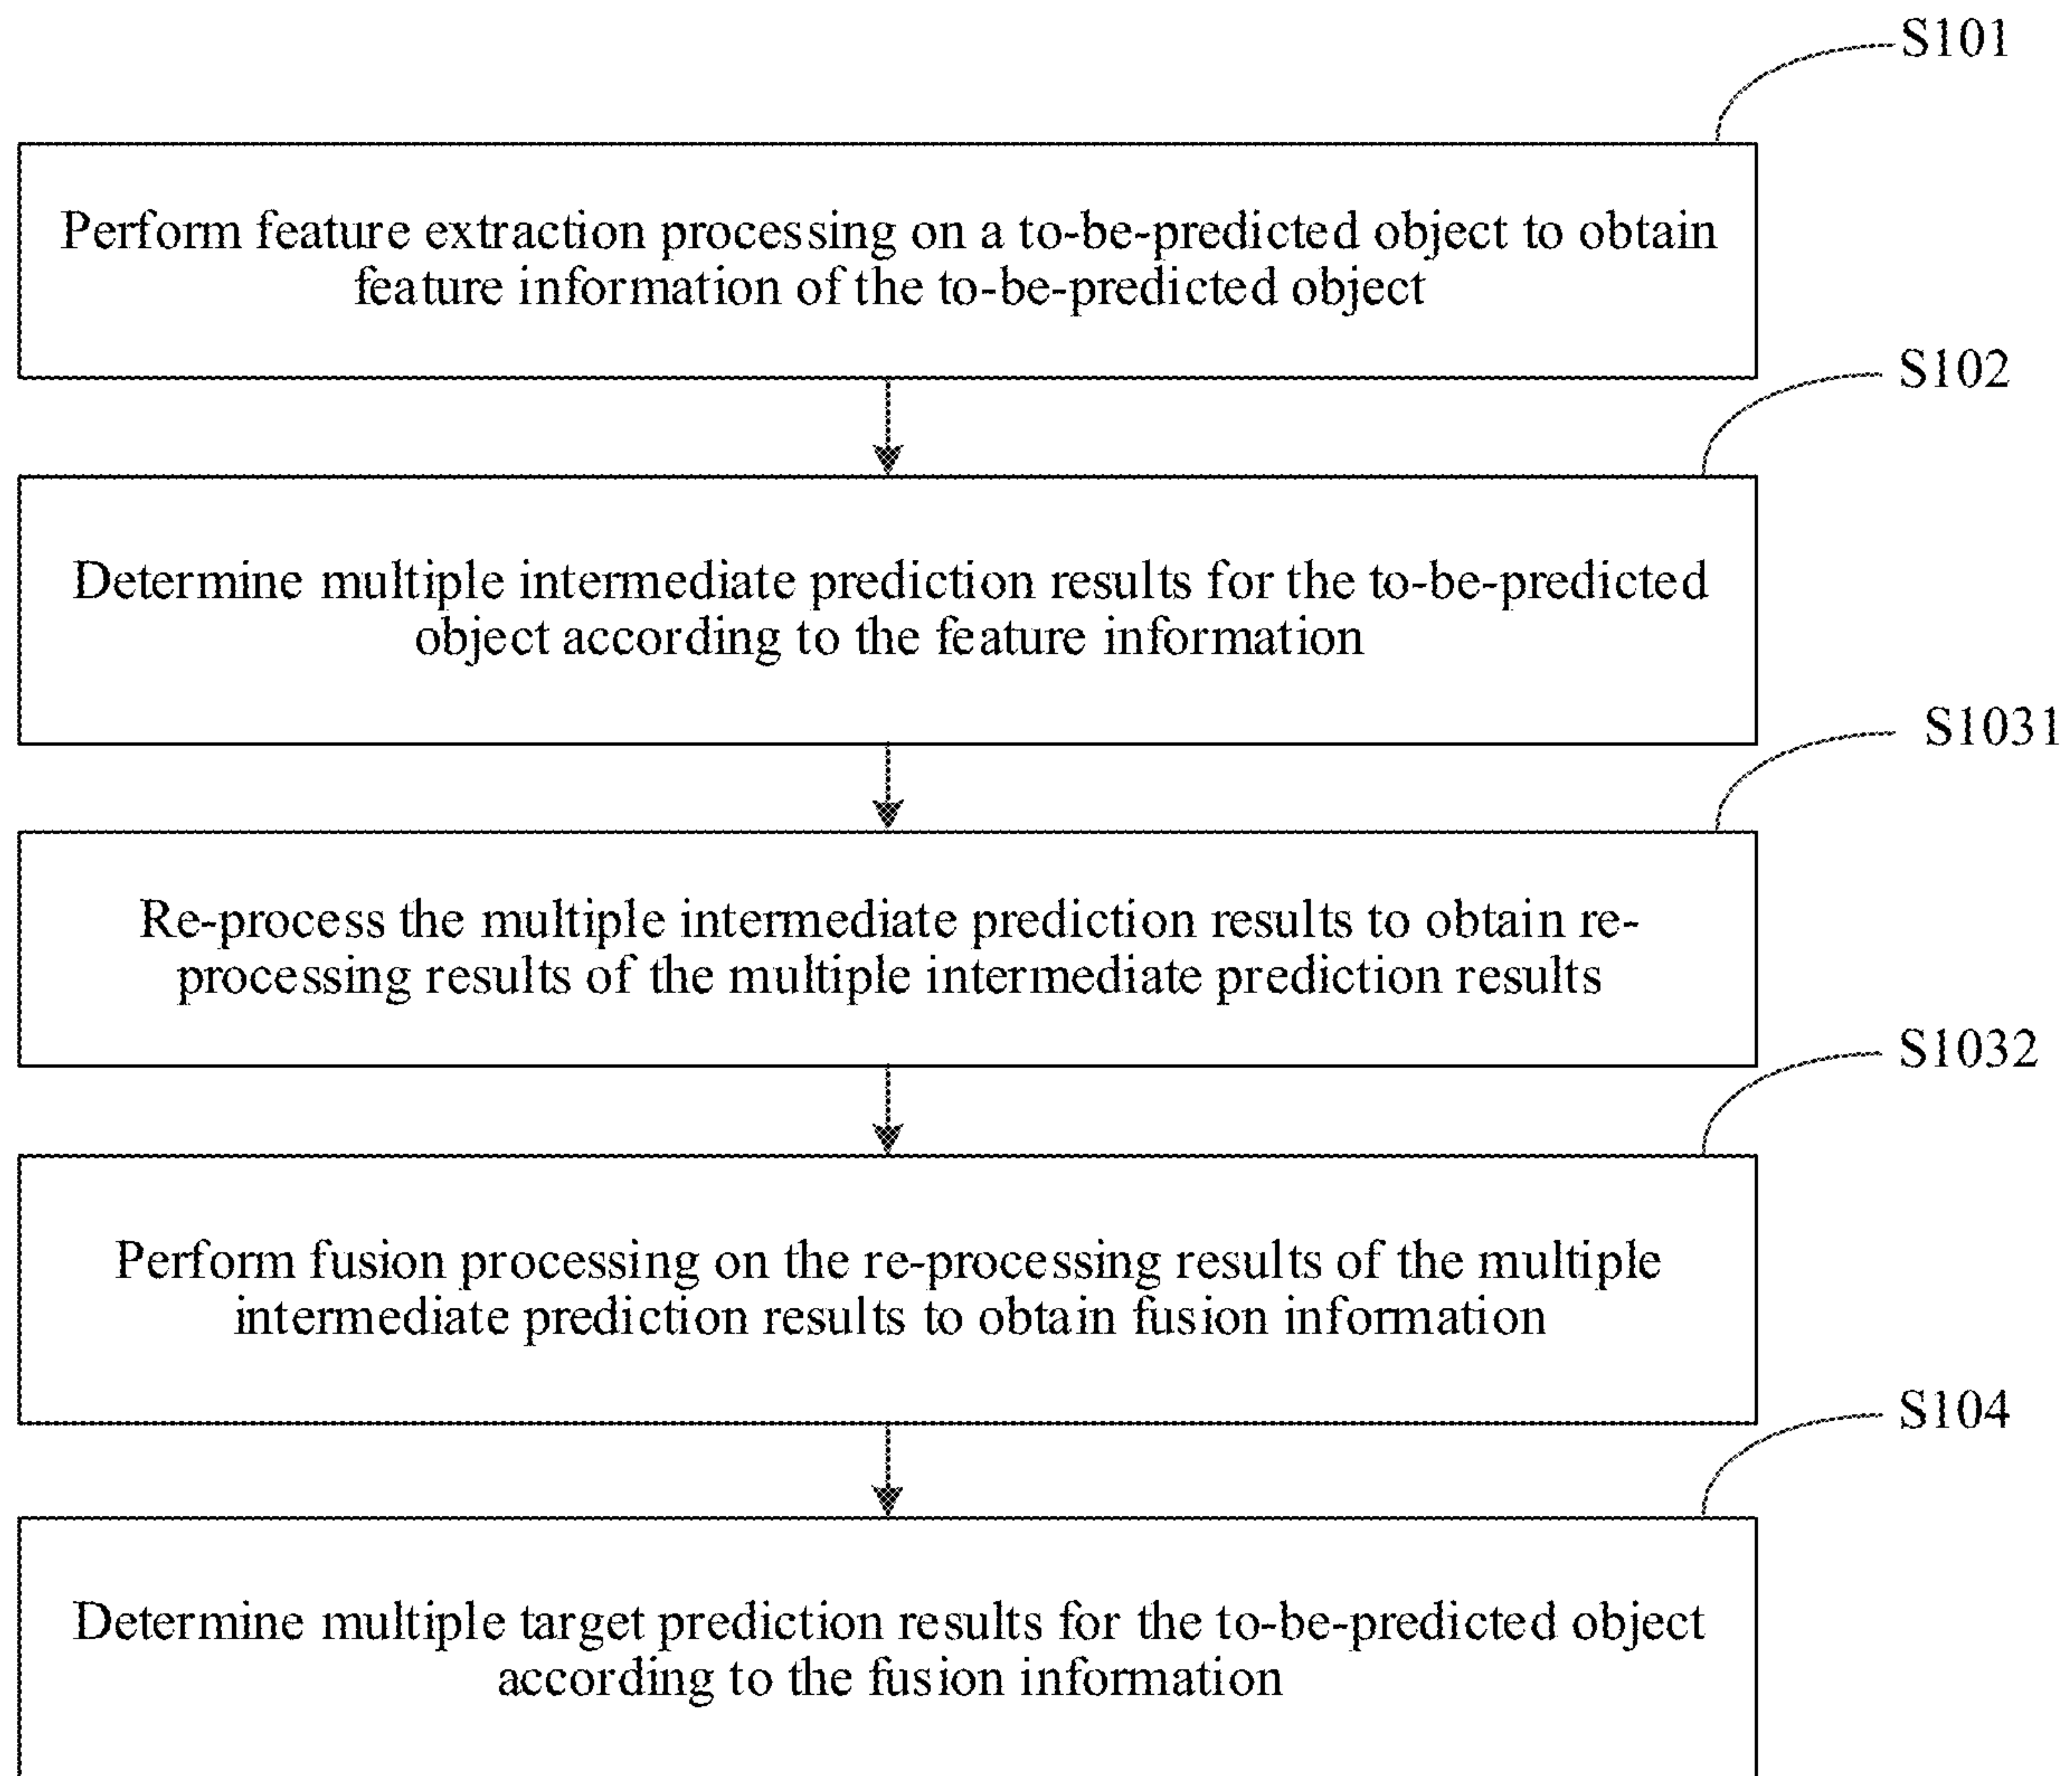 S101
Perform feature extraction processing on a to-be-predicted object to obtain
feature information of the to-be-predicted object
S102
Determine multiple intermediate prediction results for the to-be-predicted
object according to the feature information
S1031
Re-process the multiple intermediate prediction results to obtain re-
processing results of the multiple intermediate prediction results
S1032
Perform fusion processing on the re-processing results of the multiple
intermediate prediction results to obtain fusion information
S104
Determine multiple target prediction results for the to-be-predicted object
according to the fusion information